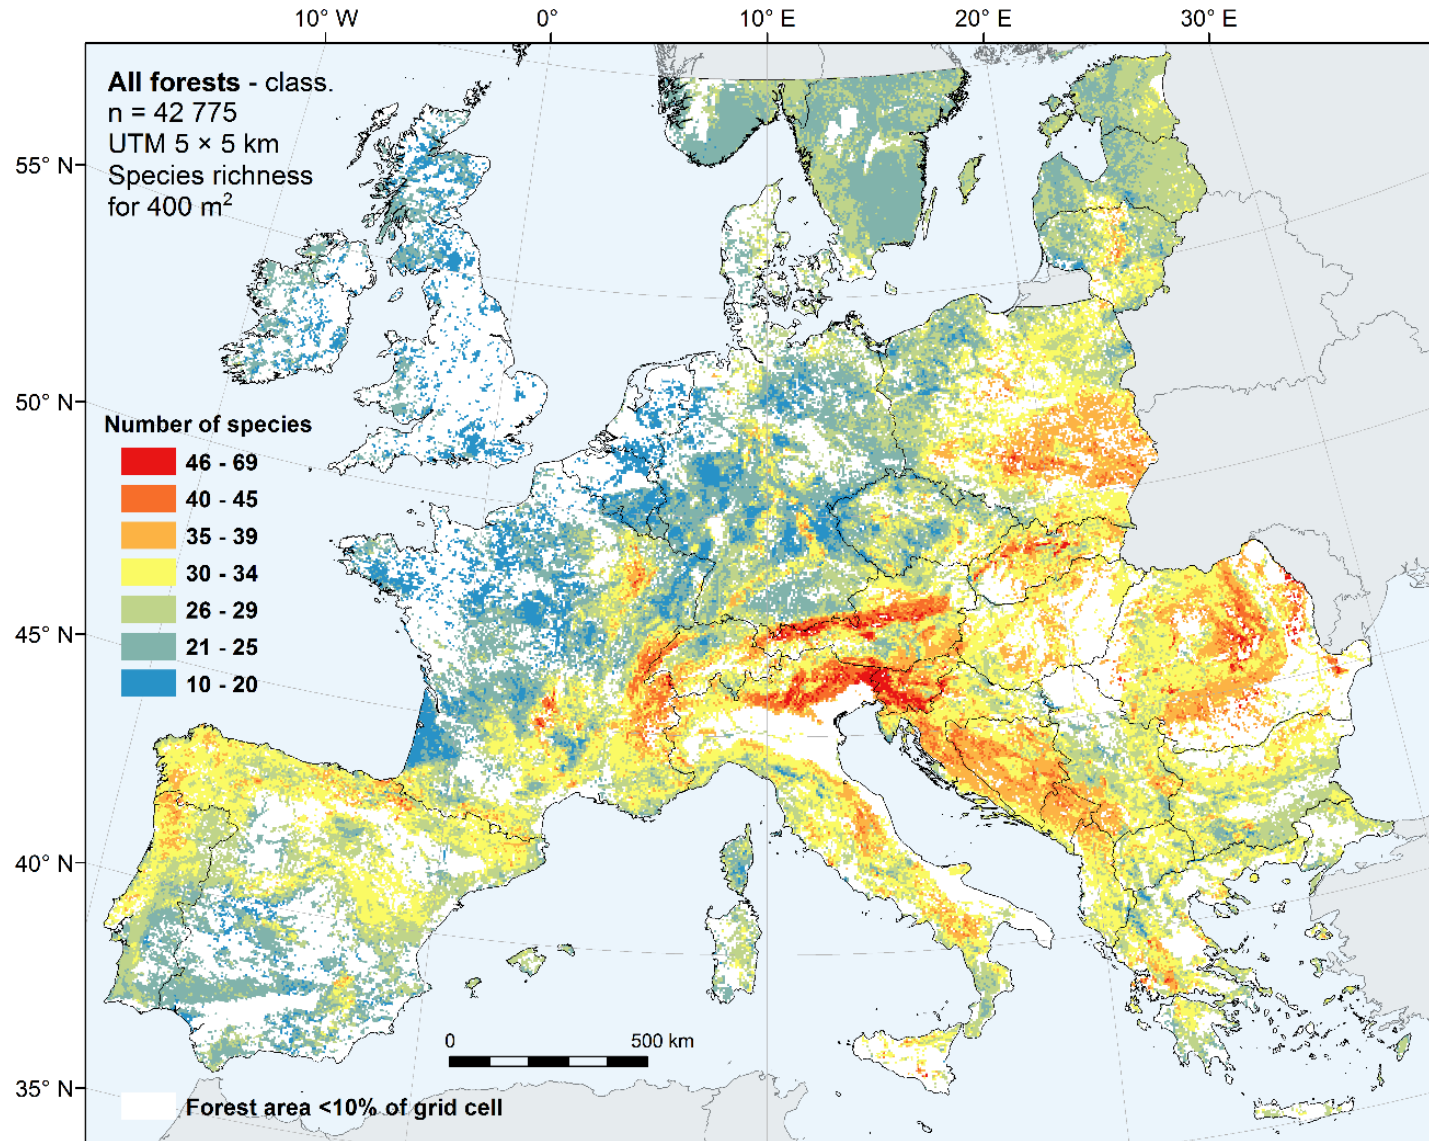 10° W
0°
10° E
20° E
30° E
All forests - class.
n = 42 775
UTM 5 × 5 km
Species richness
for 400 m²
55° N
50° N
45° N
40° N
35° N
Number of species
46 - 69
40 - 45
35 - 39
30 - 34
26 - 29
21 - 25
10 - 20
0 500 km
Forest area <10% of grid cell